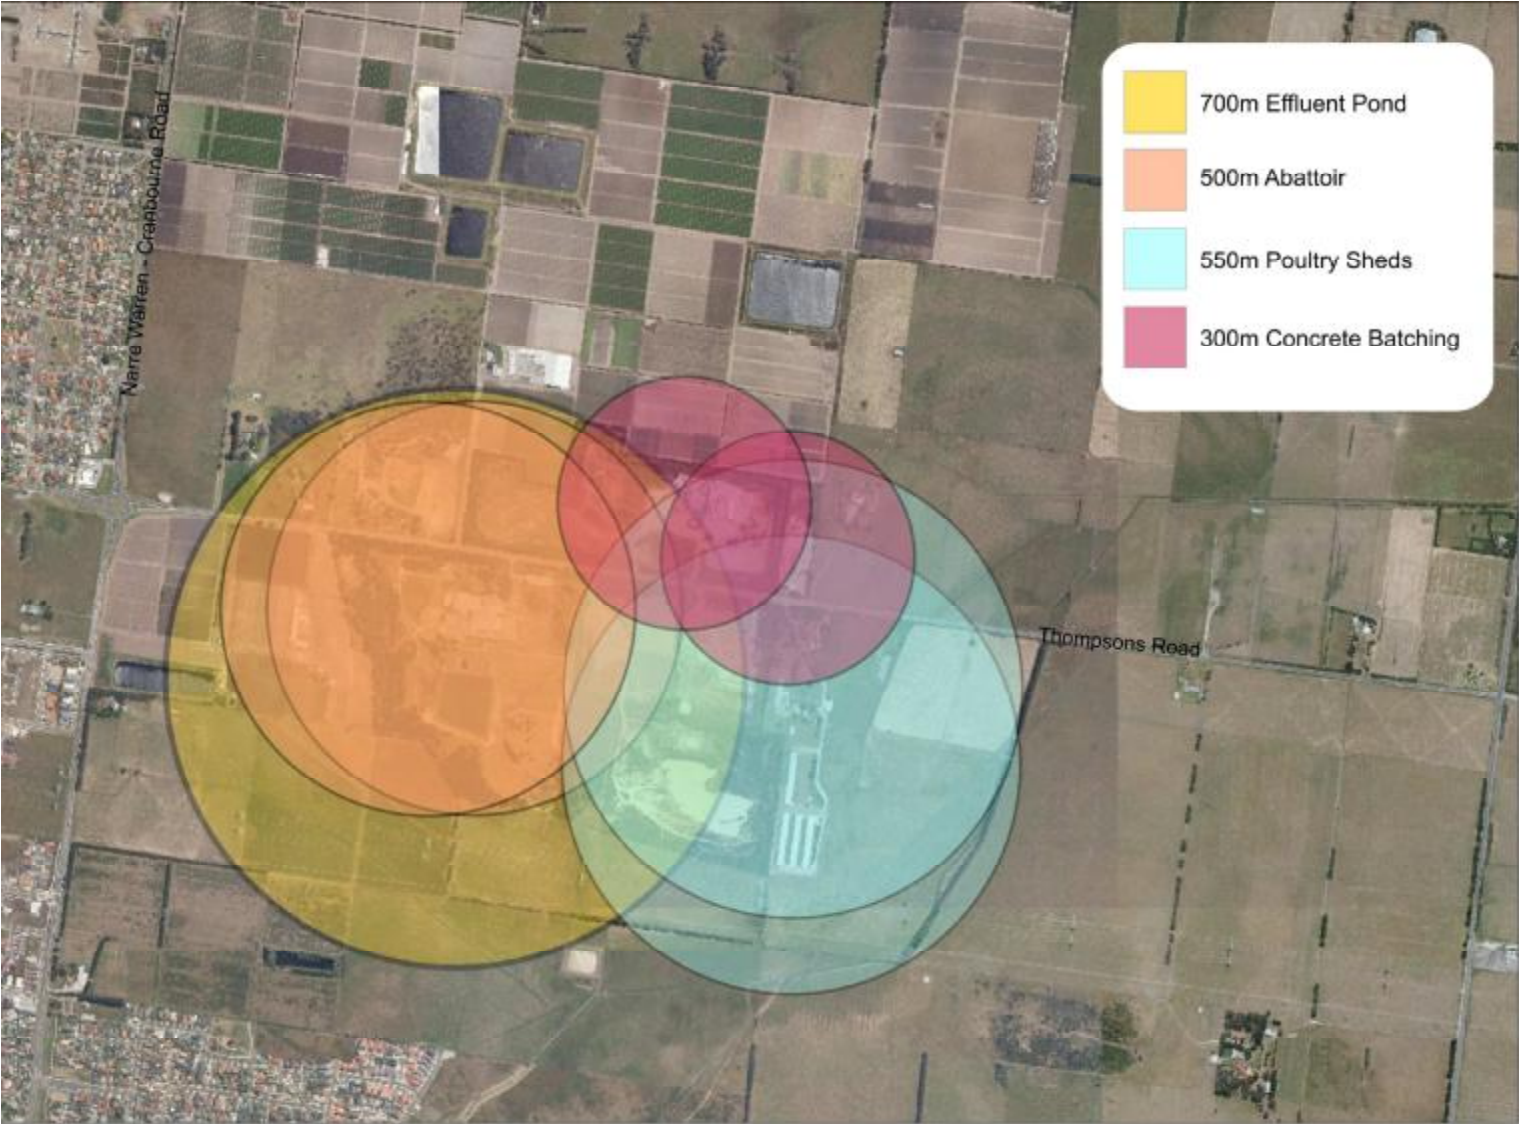 700m Effluent Pond
500m Abattoir
550m Poultry Sheds
300m Concrete Batching
Narre Warren - Cranbourne Road
Thompsons Road